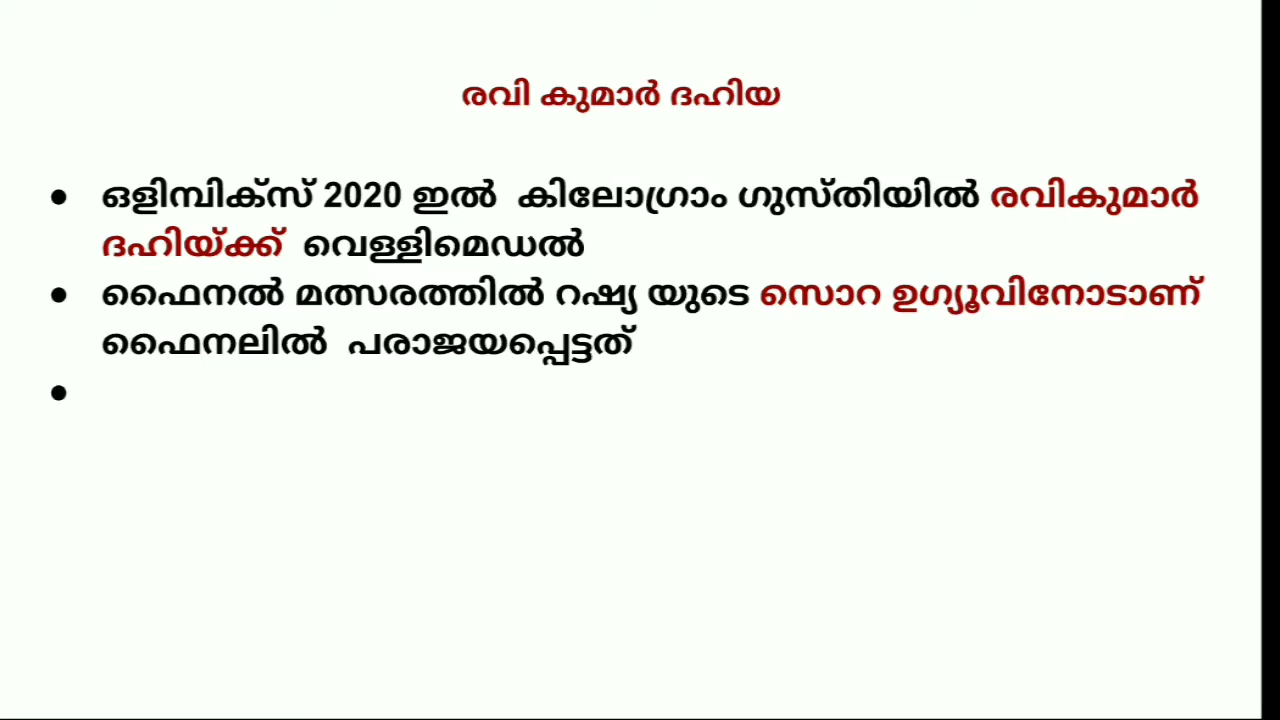 രവി കുമാർ ദഹിയ
● ഒളിമ്പിക്സ് 2020 ഇൽ കിലോഗ്രാം ഗുസ്തിയിൽ രവികുമാർ
ദഹിയ്ക്ക് വെള്ളിമെഡൽ
● ഫൈനൽ മത്സരത്തിൽ റഷ്യ യുടെ സൊറ ഉഗ്യൂവിനോടാണ്
ഫൈനലിൽ പരാജയപ്പെട്ടത്
●